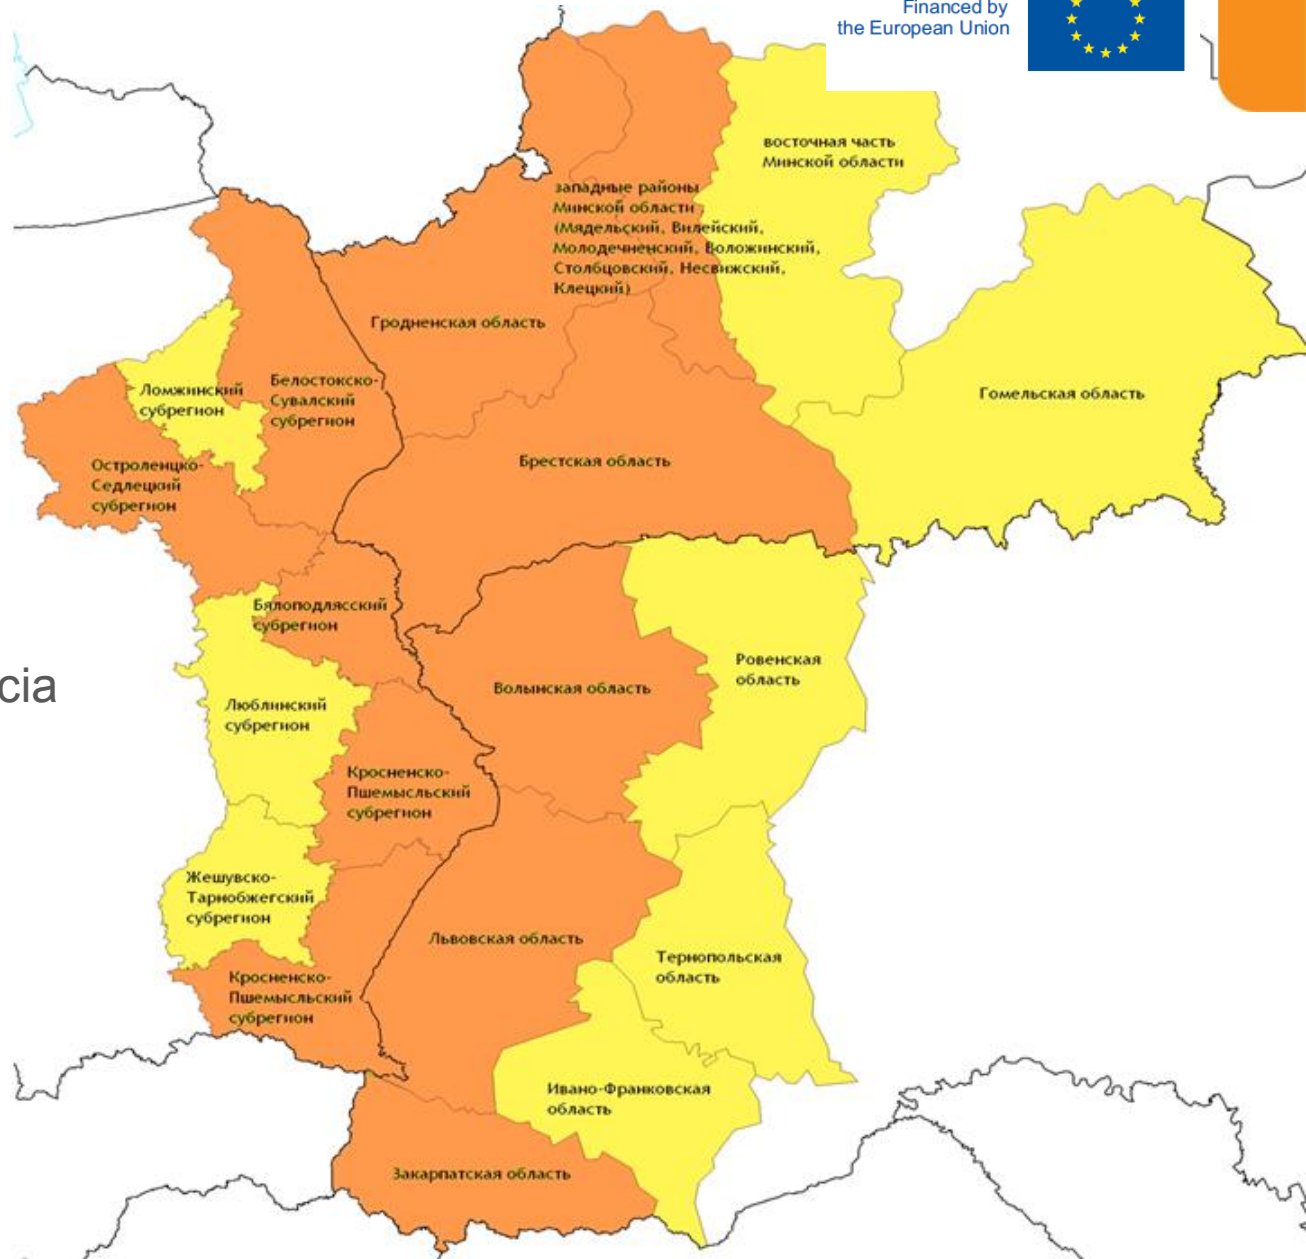 Financed by
the European Union
восточная часть
Минской области
западные районы
Минской области
(Мядельский, Вилейский,
Молодечненский, Воложинский,
Столбцовский, Несвижский,
Клецкий)
Гродненская область
Ломжинский
субрегион
Белостокско-
Сувалский
субрегион
Гомельская область
Остроленцко-
Седлецкий
субрегион
Брестская область
Бялоподлясский
субрегион
cia
Волынская область
Ровенская
область
Люблинский
субрегион
Кросненско-
Пшемысльский
субрегион
Жешувско-
Тарнобжегский
субрегион
Львовская область
Тернопольская
область
Кросненско-
Пшемысльский
субрегион
Ивано-Франковская
область
Закарпатская область